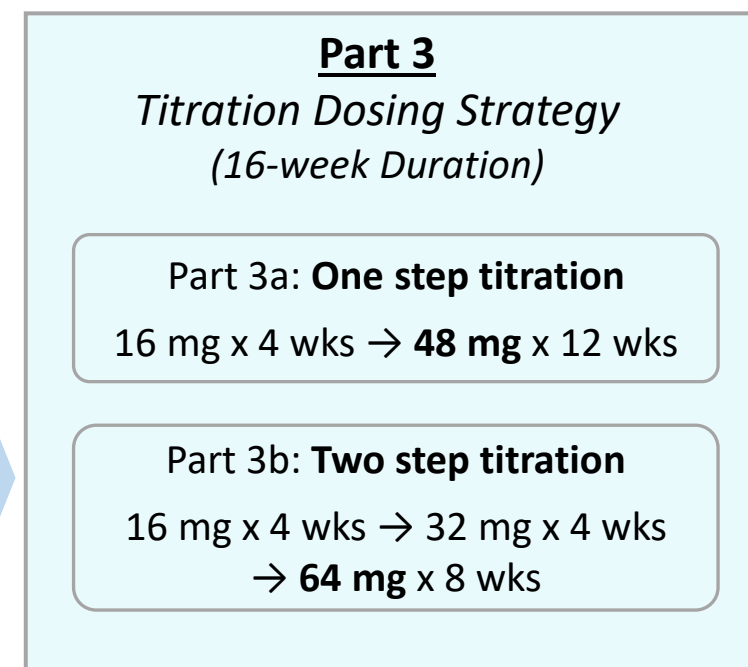 Part 3
Titration Dosing Strategy
(16-week Duration)
Part 3a: One step titration
16 mg x 4 wks → 48 mg x 12 wks
Part 3b: Two step titration
16 mg x 4 wks → 32 mg x 4 wks
→ 64 mg x 8 wks